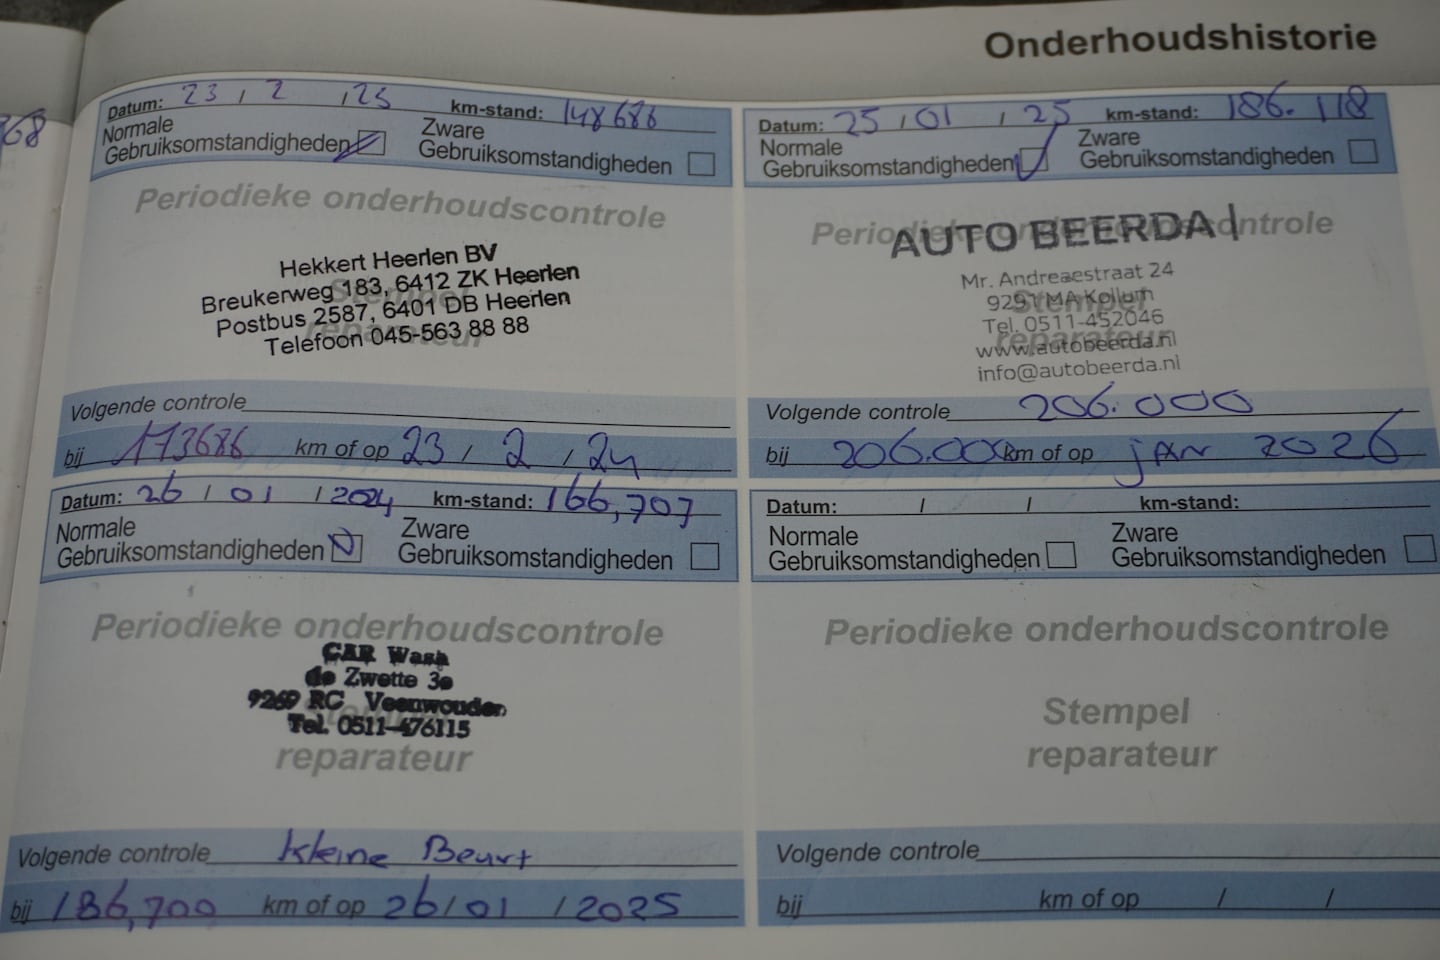 Onderhoudshistorie
68
Datum: 23 / 2 / 23 km-stand: 148686
Normale
Gebruiksomstandigheden
Zware
Gebruiksomstandigheden
Periodieke onderhoudscontrole
Stempel
reparateur
Hekkert Heerlen BV
Breukerweg 183, 6412 ZK Heerlen
Postbus 2587, 6401 DB Heerlen
Telefoon 045-563 88 88
Volgende controle
bij 173686 km of op 23 / 2 / 24
Datum: 25 / 01 / 25 km-stand: 186.118
Normale
Gebruiksomstandigheden
Zware
Gebruiksomstandigheden
Periodieke onderhoudscontrole
Stempel
reparateur
AUTO BEERDA
Mr. Andreaestraat 24
9291 MA Kollum
Tel. 0511-452046
www.autobeerda.nl
info@autobeerda.nl
Volgende controle 206.000
bij 206.000 km of op jan 2026
Datum: 26 / 01 / 2024 km-stand: 166,707
Normale
Gebruiksomstandigheden
Zware
Gebruiksomstandigheden
Periodieke onderhoudscontrole
CAR Wash
de Zwette 3e
9269 RC Veenwouden
Tel. 0511-476115
reparateur
Volgende controle kleine Beurt
bij 186,700 km of op 26 / 01 / 2025
Datum: / / km-stand:
Normale
Gebruiksomstandigheden
Zware
Gebruiksomstandigheden
Periodieke onderhoudscontrole
Stempel
reparateur
Volgende controle
bij km of op / /